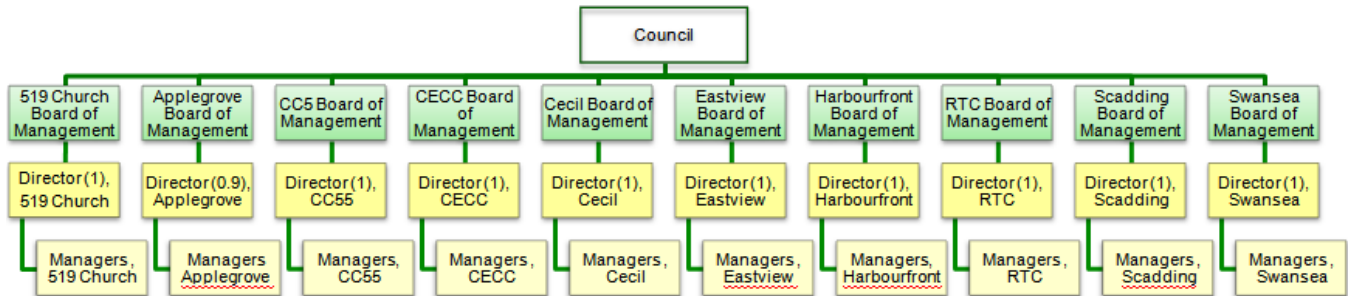 Council
519 Church
Board of
Management
Applegrove
Board of
Management
CC5 Board of
Management
CECC Board
of
Management
Cecil Board of
Management
Eastview
Board of
Management
Harbourfront
Board of
Management
RTC Board of
Management
Scadding
Board of
Management
Swansea
Board of
Management
Director (1),
519 Church
Director (0.9),
Applegrove
Director (1),
CC55
Director (1),
CECC
Director (1),
Cecil
Director (1),
Eastview
Director (1),
Harbourfront
Director (1),
RTC
Director (1),
Scadding
Director (1),
Swansea
Managers,
519 Church
Managers
Applegrove
Managers,
CC55
Managers,
CECC
Managers,
Cecil
Managers,
Eastview
Managers,
Harbourfront
Managers,
RTC
Managers,
Scadding
Managers,
Swansea